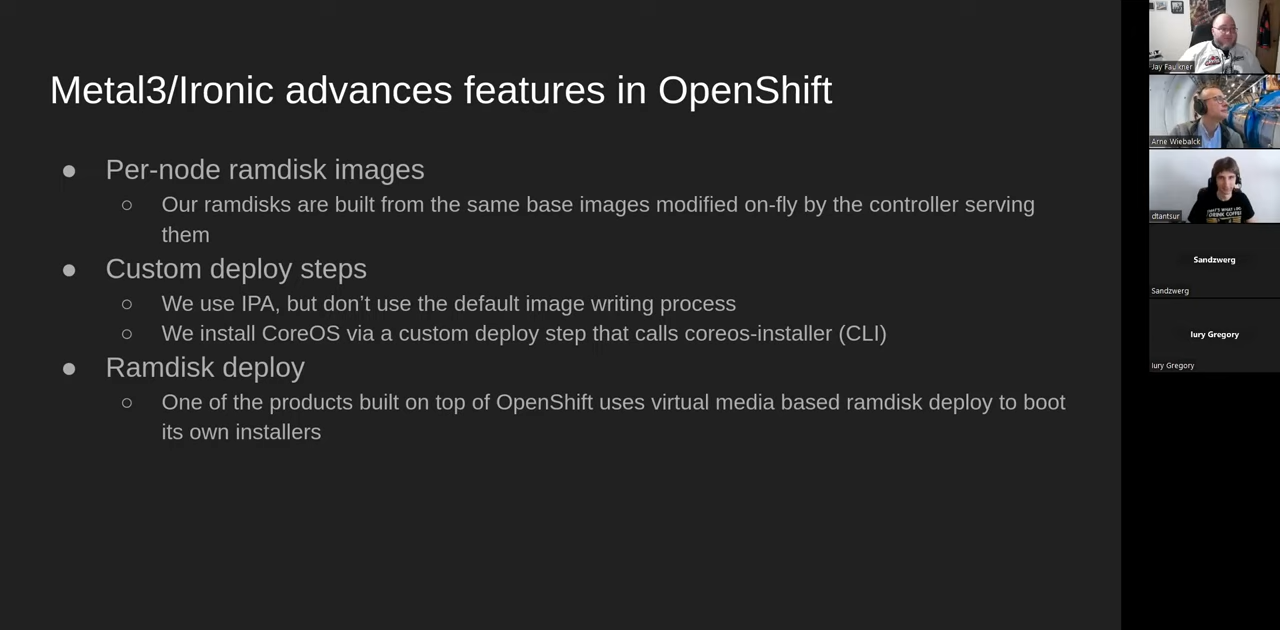 Metal3/Ironic advances features in OpenShift
● Per-node ramdisk images
○ Our ramdisks are built from the same base images modified on-fly by the controller serving
them
● Custom deploy steps
○ We use IPA, but don’t use the default image writing process
○ We install CoreOS via a custom deploy step that calls coreos-installer (CLI)
● Ramdisk deploy
○ One of the products built on top of OpenShift uses virtual media based ramdisk deploy to boot
its own installers
Jay Faulkner
Arne Wiebalck
dtantsur
Sandzwerg
Sandzwerg
Iury Gregory
Iury Gregory